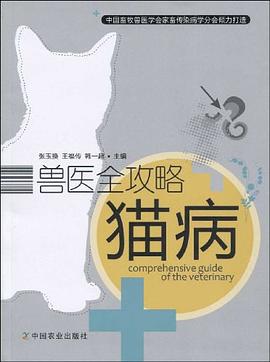 中国畜牧兽医学会家畜传染病学分会倾力打造
张玉换 王福传 韩一超 · 主编
兽医全攻略
猫病
comprehensive guide
of the veterinary
中国农业出版社